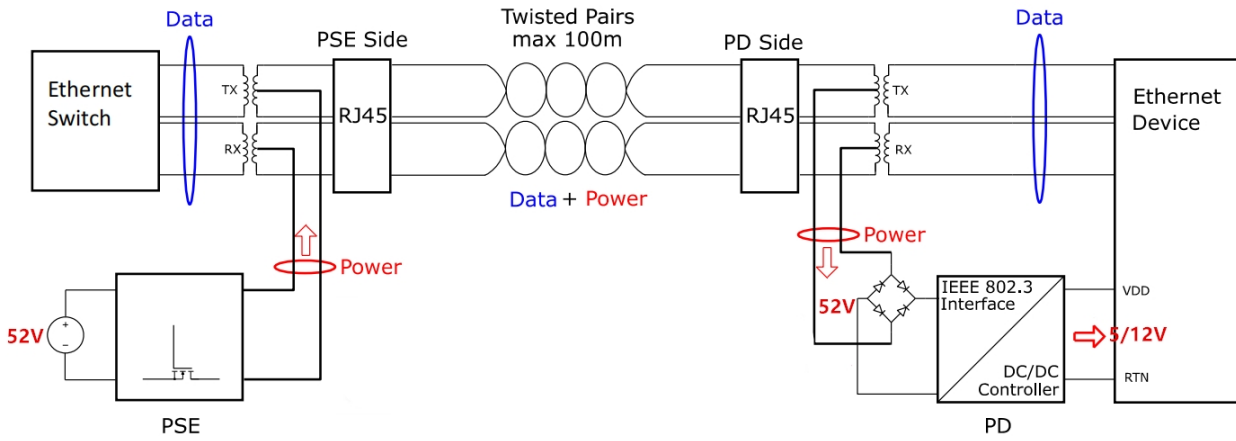 Data
Twisted Pairs
max 100m
Data
PSE Side
PD Side
Ethernet
Switch
TX
RX
RJ45
RJ45
TX
RX
Ethernet
Device
Data + Power
Power
Power
52V
52V
IEEE 802.3
Interface
DC/DC
Controller
VDD
5/12V
RTN
PSE
PD